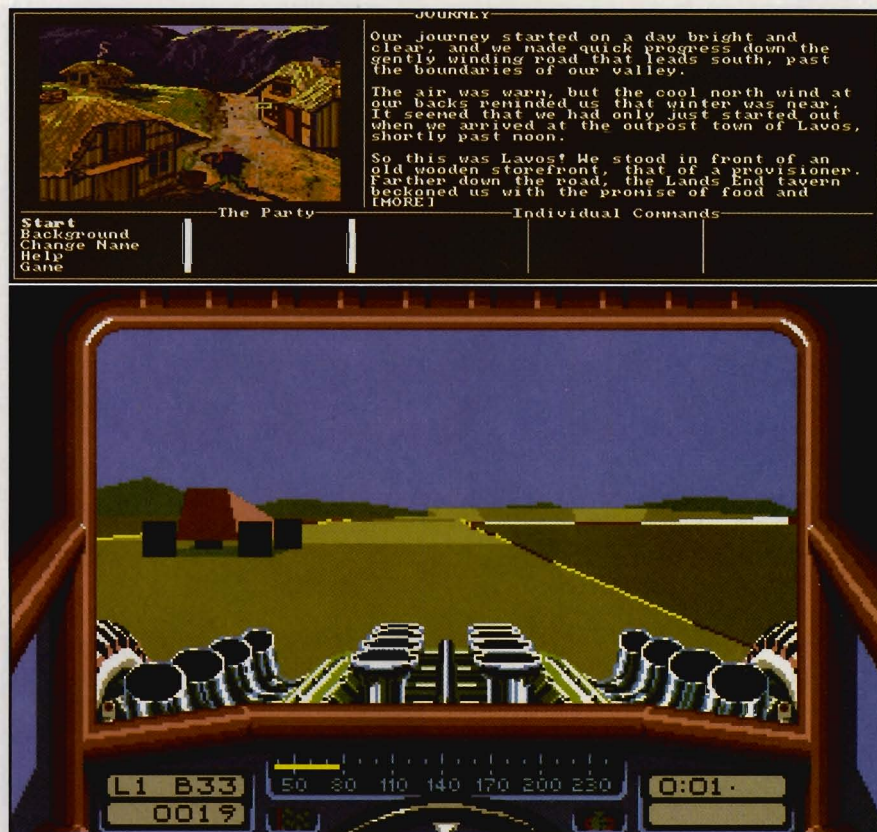 JOURNEY
Our journey started on a day bright and
clear, and we made quick progress down the
gently winding road that leads south, past
the boundaries of our valley.
The air was warm, but the cool north wind at
our backs reminded us that winter was near.
It seemed that we had only just started out
when we arrived at the outpost town of Lavos,
shortly past noon.
So this was Lavos! We stood in front of an
old wooden storefront, that of a provisioner.
Farther down the road, the Lands End tavern
beckoned us with the promise of food and
[MORE]
The Party
Individual Commands
Start
Background
Change Name
Help
Game
50 80 110 140 170 200 230
L1 B33
0019
0:01